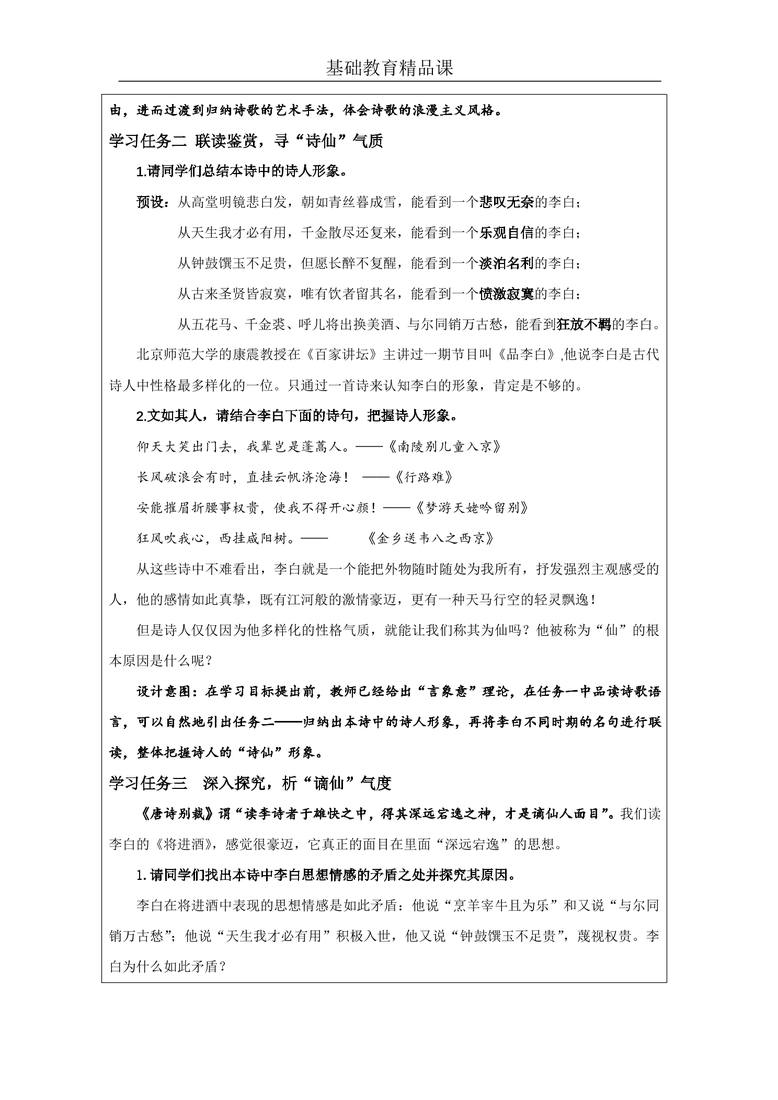 基础教育精品课
由，进而过渡到归纳诗歌的艺术手法，体会诗歌的浪漫主义风格。
学习任务二 联读鉴赏，寻“诗仙”气质
1.请同学们总结本诗中的诗人形象。
预设：从高堂明镜悲白发，朝如青丝暮成雪，能看到一个悲叹无奈的李白；
从天生我才必有用，千金散尽还复来，能看到一个乐观自信的李白；
从钟鼓馔玉不足贵，但愿长醉不复醒，能看到一个淡泊名利的李白；
从古来圣贤皆寂寞，唯有饮者留其名，能看到一个愤激寂寞的李白；
从五花马、千金裘、呼儿将出换美酒、与尔同销万古愁，能看到狂放不羁的李白。
北京师范大学的康震教授在《百家讲坛》主讲过一期节目叫《品李白》,他说李白是古代
诗人中性格最多样化的一位。只通过一首诗来认知李白的形象，肯定是不够的。
2.文如其人，请结合李白下面的诗句，把握诗人形象。
仰天大笑出门去，我辈岂是蓬蒿人。——《南陵别儿童入京》
长风破浪会有时，直挂云帆济沧海！ ——《行路难》
安能摧眉折腰事权贵，使我不得开心颜！——《梦游天姥吟留别》
狂风吹我心，西挂咸阳树。—— 《金乡送韦八之西京》
从这些诗中不难看出，李白就是一个能把外物随时随处为我所有，抒发强烈主观感受的
人，他的感情如此真挚，既有江河般的激情豪迈，更有一种天马行空的轻灵飘逸！
但是诗人仅仅因为他多样化的性格气质，就能让我们称其为仙吗？他被称为“仙”的根
本原因是什么呢？
设计意图：在学习目标提出前，教师已经给出“言象意”理论，在任务一中品读诗歌语
言，可以自然地引出任务二——归纳出本诗中的诗人形象，再将李白不同时期的名句进行联
读，整体把握诗人的“诗仙”形象。
学习任务三 深入探究，析“谪仙”气度
《唐诗别裁》谓“读李诗者于雄快之中，得其深远宕逸之神，才是谪仙人面目”。我们读
李白的《将进酒》，感觉很豪迈，它真正的面目在里面“深远宕逸”的思想。
1. 请同学们找出本诗中李白思想情感的矛盾之处并探究其原因。
李白在将进酒中表现的思想情感是如此矛盾：他说“烹羊宰牛且为乐”和又说“与尔同
销万古愁”；他说“天生我才必有用”积极入世，他又说“钟鼓馔玉不足贵”，蔑视权贵。李
白为什么如此矛盾？